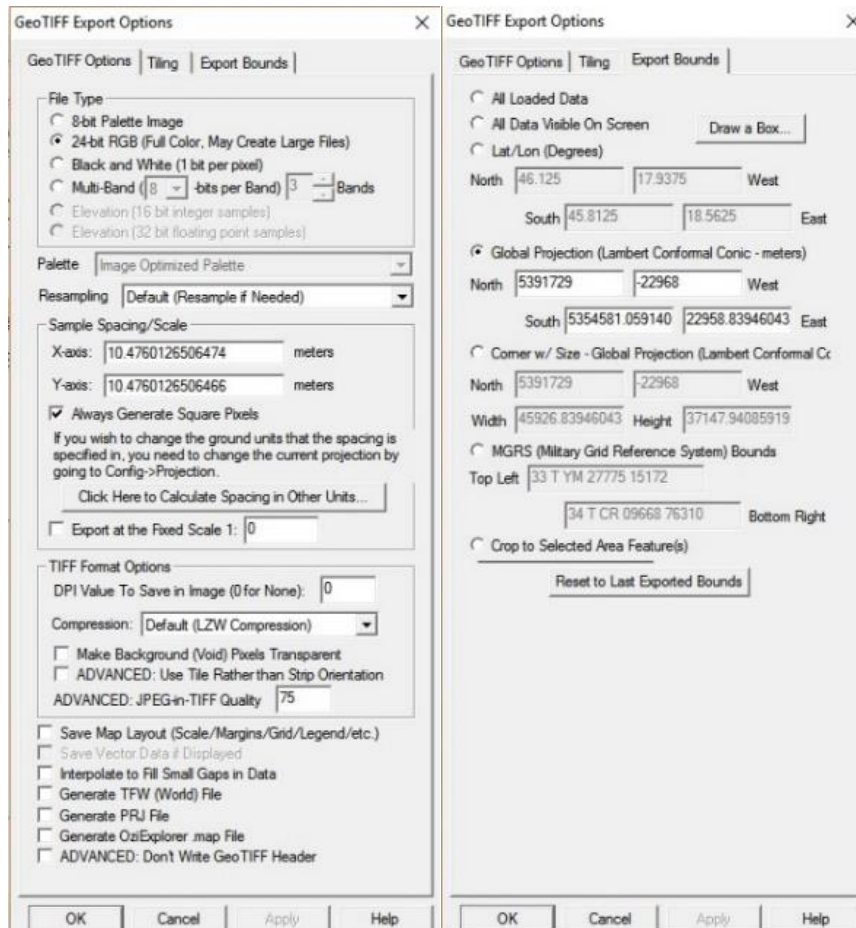 GeoTIFF Export Options
GeoTIFF Options Tiling Export Bounds
File Type
8-bit Palette Image
24-bit RGB (Full Color, May Create Large Files)
Black and White (1 bit per pixel)
Multi-Band ( 8 -bits per Band) 3 Bands
Elevation (16 bit integer samples)
Elevation (32 bit floating point samples)
Palette Image Optimized Palette
Resampling Default (Resample if Needed)
Sample Spacing/Scale
X-axis: 10.4760126506474 meters
Y-axis: 10.4760126506466 meters
Always Generate Square Pixels
If you wish to change the ground units that the spacing is
specified in, you need to change the current projection by
going to Config->Projection.
Click Here to Calculate Spacing in Other Units...
Export at the Fixed Scale 1: 0
TIFF Format Options
DPI Value To Save in Image (0 for None): 0
Compression: Default (LZW Compression)
Make Background (Void) Pixels Transparent
ADVANCED: Use Tile Rather than Strip Orientation
ADVANCED: JPEG-in-TIFF Quality 75
Save Map Layout (Scale/Margins/Grid/Legend/etc.)
Save Vector Data if Displayed
Interpolate to Fill Small Gaps in Data
Generate TFW (World) File
Generate PRJ File
Generate OziExplorer .map File
ADVANCED: Don't Write GeoTIFF Header
OK Cancel Apply Help
GeoTIFF Export Options
GeoTIFF Options Tiling Export Bounds
All Loaded Data
All Data Visible On Screen Draw a Box...
Lat/Lon (Degrees)
North 46.125 17.9375 West
South 45.8125 18.5625 East
Global Projection (Lambert Conformal Conic - meters)
North 5391729 -22968 West
South 5354581.059140 22958.83946043 East
Corner w/ Size - Global Projection (Lambert Conformal Cc
North 5391729 -22968 West
Width 45926.83946043 Height 37147.94085919
MGRS (Military Grid Reference System) Bounds
Top Left 33 T YM 27775 15172
34 T CR 09668 76310 Bottom Right
Crop to Selected Area Feature(s)
Reset to Last Exported Bounds
OK Cancel Apply Help